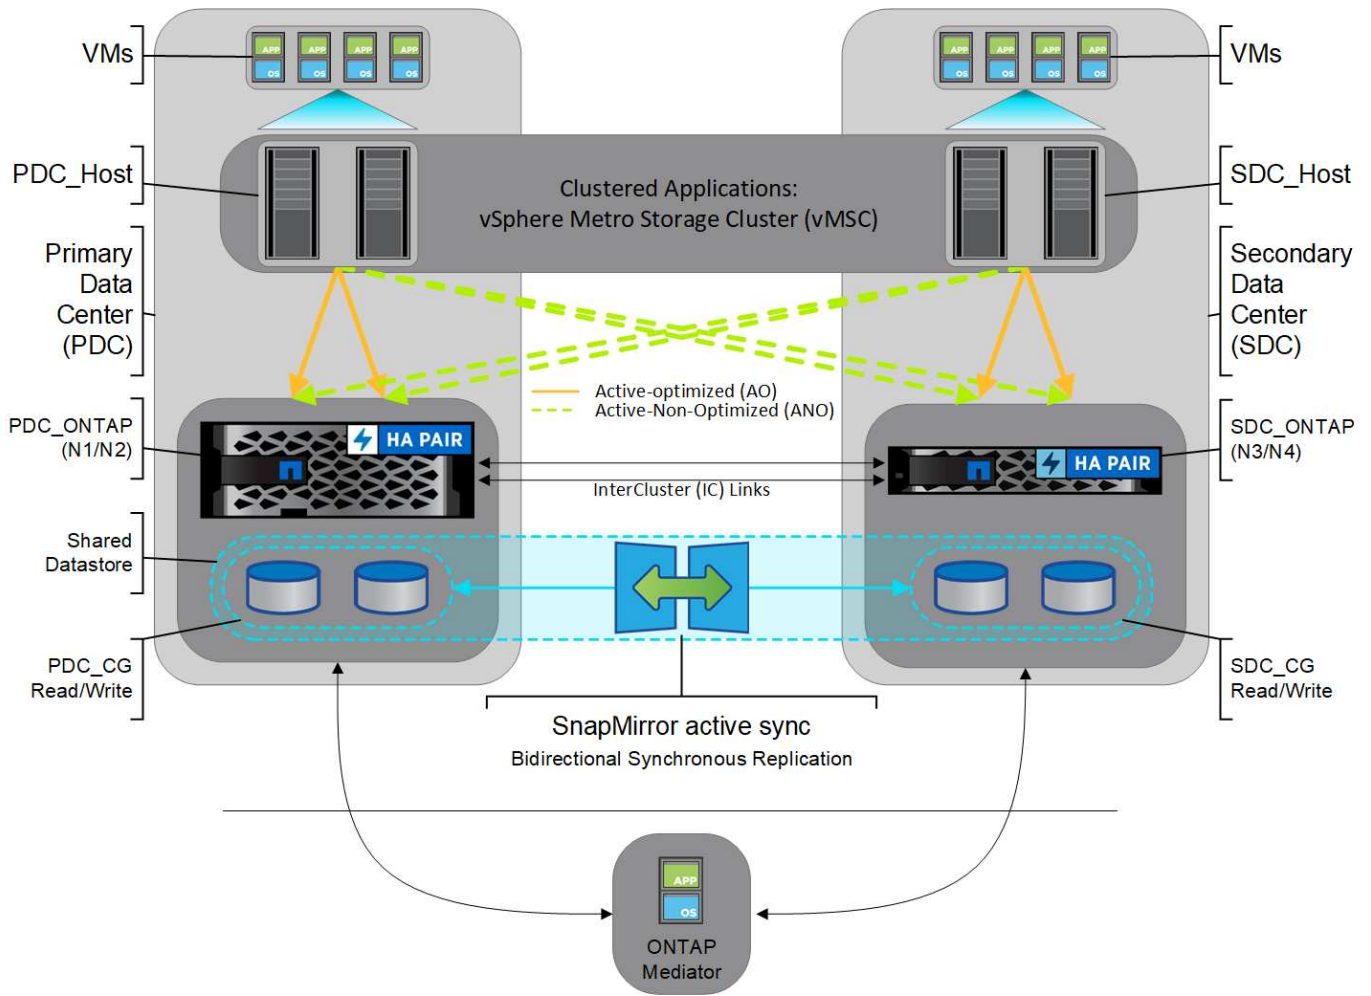 VMs
APP APP APP APP
OS OS OS OS
APP APP APP APP
OS OS OS OS
VMs
PDC_Host
Clustered Applications:
vSphere Metro Storage Cluster (vMSC)
SDC_Host
Primary
Data
Center
(PDC)
Secondary
Data
Center
(SDC)
Active-optimized (AO)
Active-Non-Optimized (ANO)
PDC_ONTAP
(N1/N2)
HA PAIR
HA PAIR
SDC_ONTAP
(N3/N4)
InterCluster (IC) Links
Shared
Datastore
PDC_CG
Read/Write
SDC_CG
Read/Write
SnapMirror active sync
Bidirectional Synchronous Replication
APP
OS
ONTAP
Mediator